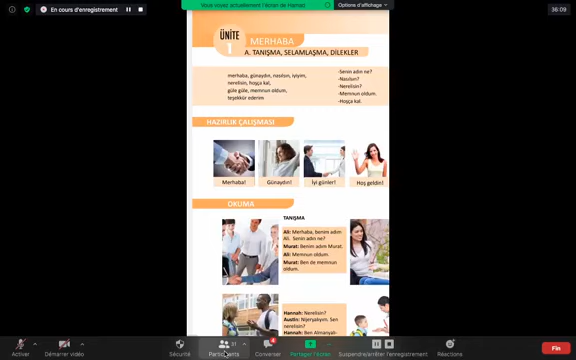 En cours d'enregistrement
Vous voyez actuellement l'écran de Hamad
Options d'affichage
36:09
ÜNİTE
1
MERHABA
A. TANIŞMA, SELAMLAŞMA, DİLEKLER
merhaba, günaydın, nasılsın, iyiyim,
nerelisin, hoşça kal,
güle güle, memnun oldum,
teşekkür ederim
-Senin adın ne?
-Nasılsın?
-Nerelisin?
-Memnun oldum.
-Hoşça kal.
HAZIRLIK ÇALIŞMASI
Merhaba!
Günaydın!
İyi günler!
Hoş geldin!
OKUMA
TANIŞMA
Ali: Merhaba, benim adım
Ali. Senin adın ne?
Murat: Benim adım Murat.
Ali: Memnun oldum.
Murat: Ben de memnun
oldum.
Hannah: Nerelisin?
Austin: Nijeryalıyım. Sen
nerelisin?
Hannah: Ben Almanyalı-
Activer
Démarrer vidéo
Sécurité
Participants
31
Converser
Partager l'écran
Suspendre/arrêter l'enregistrement
Réactions
Fin